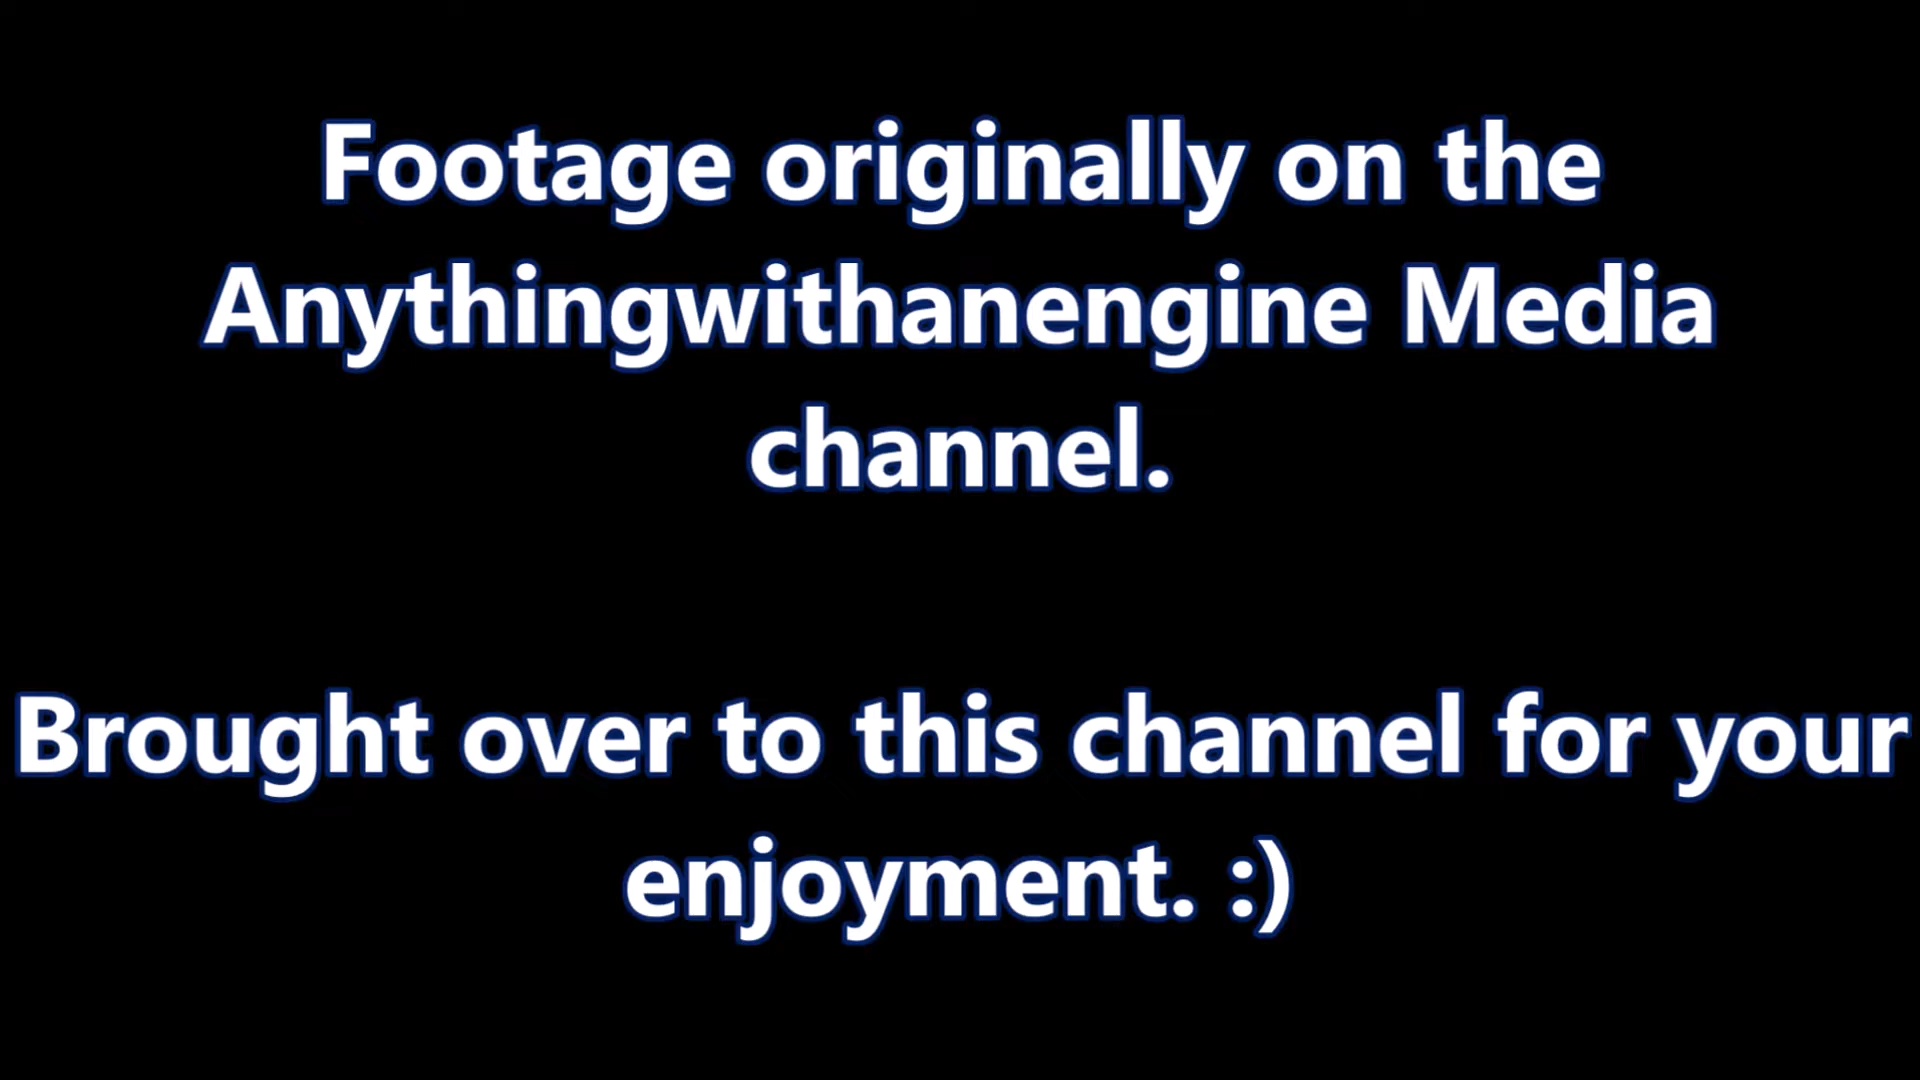 Footage originally on the
Anythingwithanengine Media
channel.
Brought over to this channel for your
enjoyment. :)